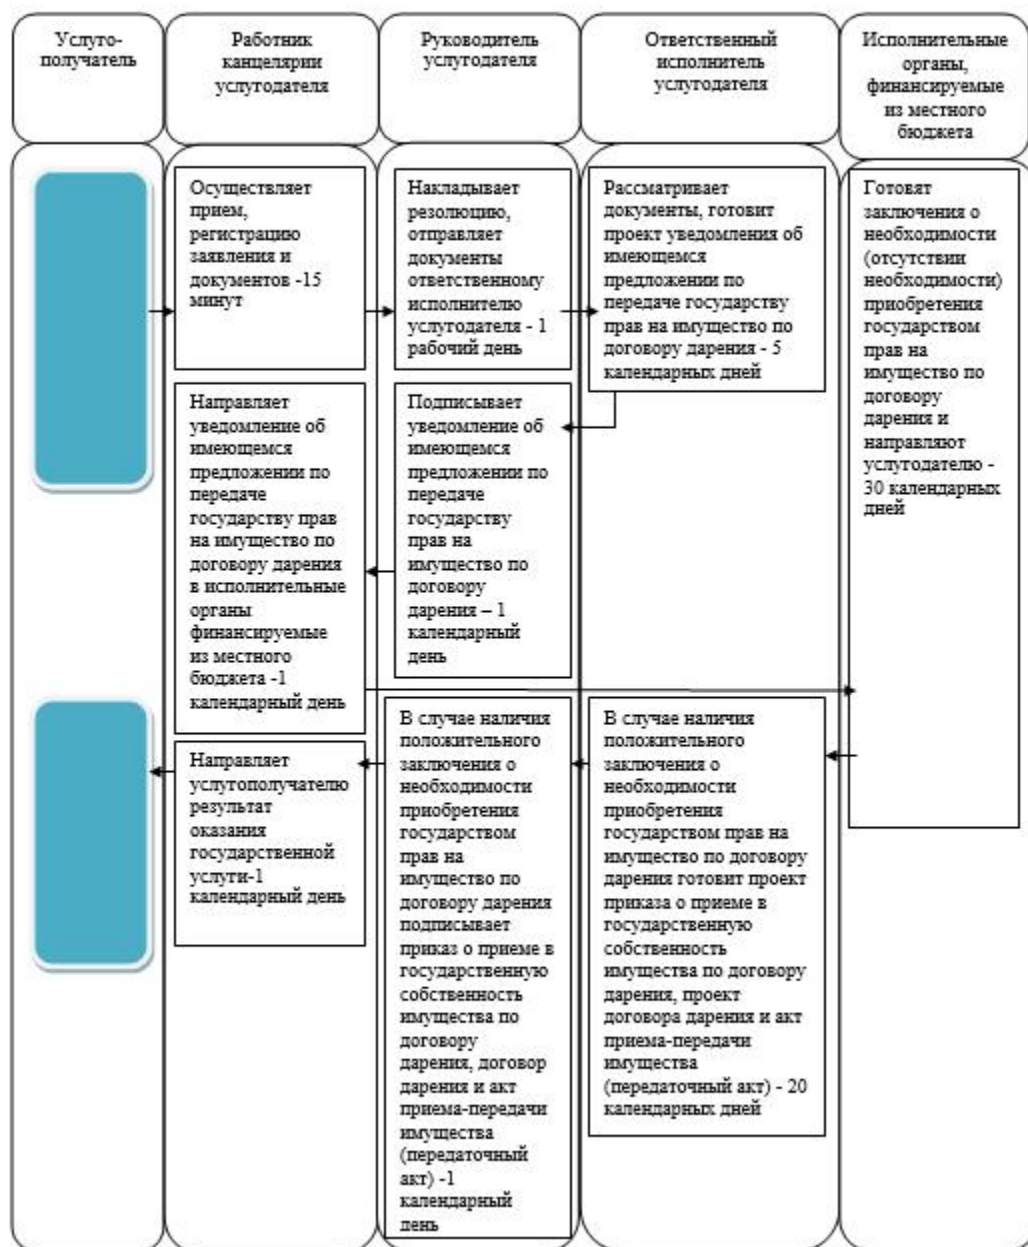 Услуго-
получатель
Работник
канцелярии
услугодателя
Руководитель
услугодателя
Ответственный
исполнитель
услугодателя
Исполнительные
органы,
финансируемые
из местного
бюджета
Осуществляет
прием,
регистрацию
заявления и
документов -15
минут
Накладывает
резолюцию,
отправляет
документы
ответственному
исполнителю
услугодателя - 1
рабочий день
Рассматривает
документы, готовит
проект уведомления об
имеющемся
предложении по
передаче государству
прав на имущество по
договору дарения - 5
календарных дней
Готовят
заключения о
необходимости
(отсутствии
необходимости)
приобретения
государством
прав на
имущество по
договору
дарения и
направляют
услугодателю -
30 календарных
дней
Направляет
уведомление об
имеющемся
предложении по
передаче
государству прав
на имущество по
договору дарения
в исполнительные
органы
финансируемые
из местного
бюджета -1
календарный день
Подписывает
уведомление об
имеющемся
предложении по
передаче
государству
прав на
имущество по
договору
дарения – 1
календарный
день
Направляет
услугополучателю
результат
оказания
государственной
услуги-1
календарный день
В случае наличия
положительного
заключения о
необходимости
приобретения
государством
прав на
имущество по
договору дарения
подписывает
приказ о приеме в
государственную
собственность
имущества по
договору
дарения, договор
дарения и акт
приема-передачи
имущества
(передаточный
акт) -1
календарный
день
В случае наличия
положительного
заключения о
необходимости
приобретения
государством прав на
имущество по договору
дарения готовит проект
приказа о приеме в
государственную
собственность
имущества по договору
дарения, проект
договора дарения и акт
приема-передачи
имущества
(передаточный акт) - 20
календарных дней